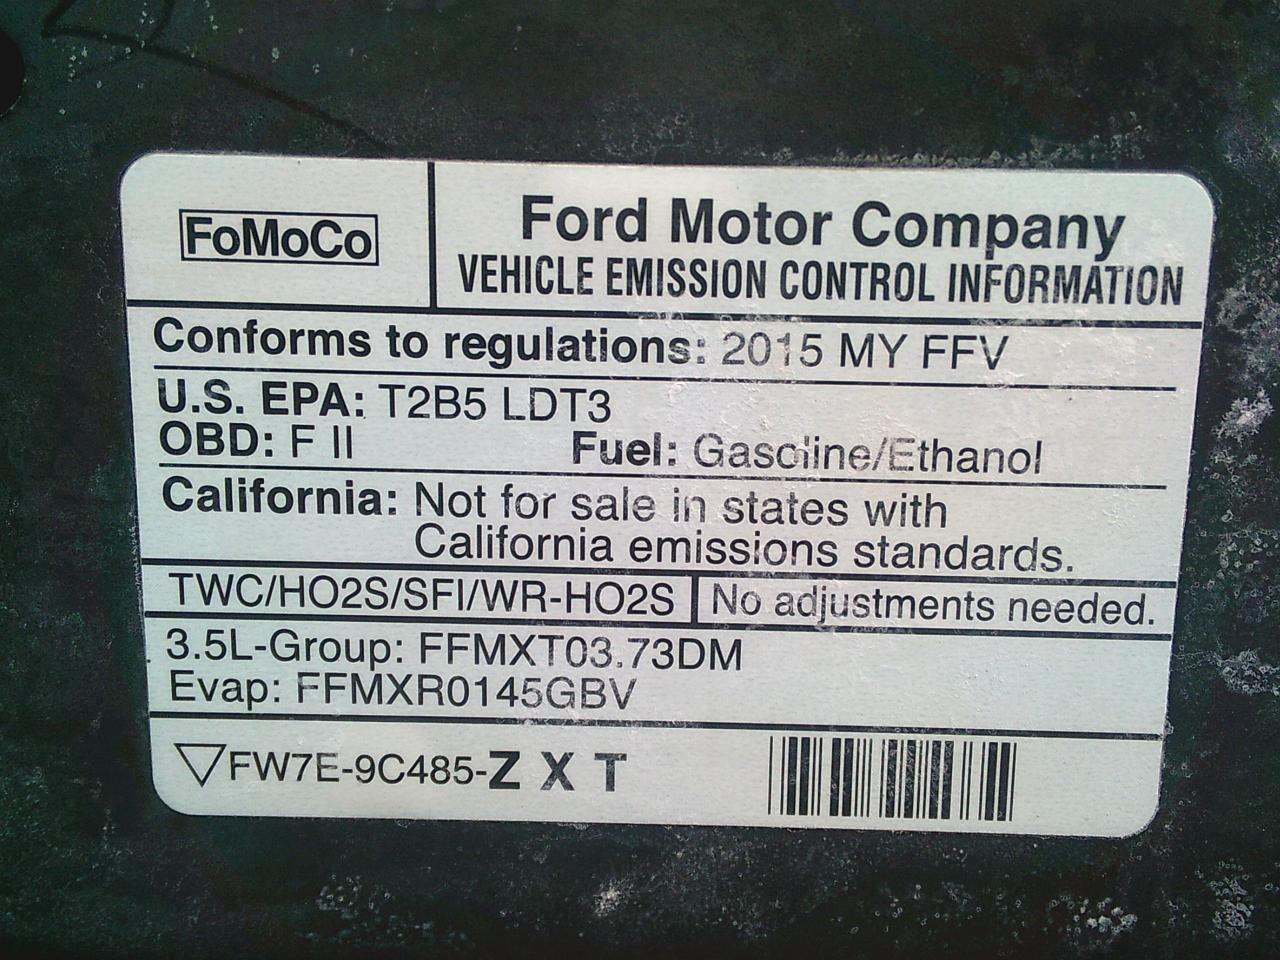 FoMoCo
Ford Motor Company
VEHICLE EMISSION CONTROL INFORMATION
Conforms to regulations: 2015 MY FFV
U.S. EPA: T2B5 LDT3
OBD: F II Fuel: Gasoline/Ethanol
California: Not for sale in states with
California emissions standards.
TWC/HO2S/SFI/WR-HO2S No adjustments needed.
3.5L-Group: FFMXT03.73DM
Evap: FFMXR0145GBV
FW7E-9C485-Z X T